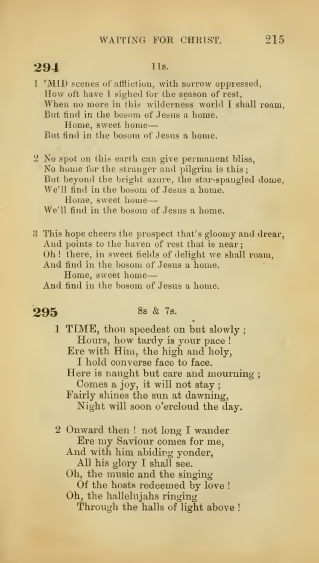 WAITING FOR CHRIST. 215
294 11s.
1 'MID scenes of affliction, with sorrow oppressed,
How oft have I sighed for the season of rest,
When no more in this wilderness world I shall roam,
But find in the bosom of Jesus a home.
Home, sweet home—
But find in the bosom of Jesus a home.
2 No spot on this earth can give permanent bliss,
No home for the stranger and pilgrim is this;
But beyond the bright azure, the star-spangled dome,
We'll find in the bosom of Jesus a home.
Home, sweet home—
We'll find in the bosom of Jesus a home.
3 This hope cheers the prospect that's gloomy and drear,
And points to the haven of rest that is near;
Oh! there, in sweet fields of delight we shall roam,
And find in the bosom of Jesus a home.
Home, sweet home—
And find in the bosom of Jesus a home.
295 8s & 7s.
1 TIME, thou speedest on but slowly;
Hours, how tardy is your pace!
Ere with Him, the high and holy,
I hold converse face to face.
Here is naught but care and mourning;
Comes a joy, it will not stay;
Fairly shines the sun at dawning,
Night will soon o'ercloud the day.
2 Onward then! not long I wander
Ere my Saviour comes for me,
And with him abiding yonder,
All his glory I shall see.
Oh, the music and the singing
Of the hosts redeemed by love!
Oh, the hallelujahs ringing
Through the halls of light above!